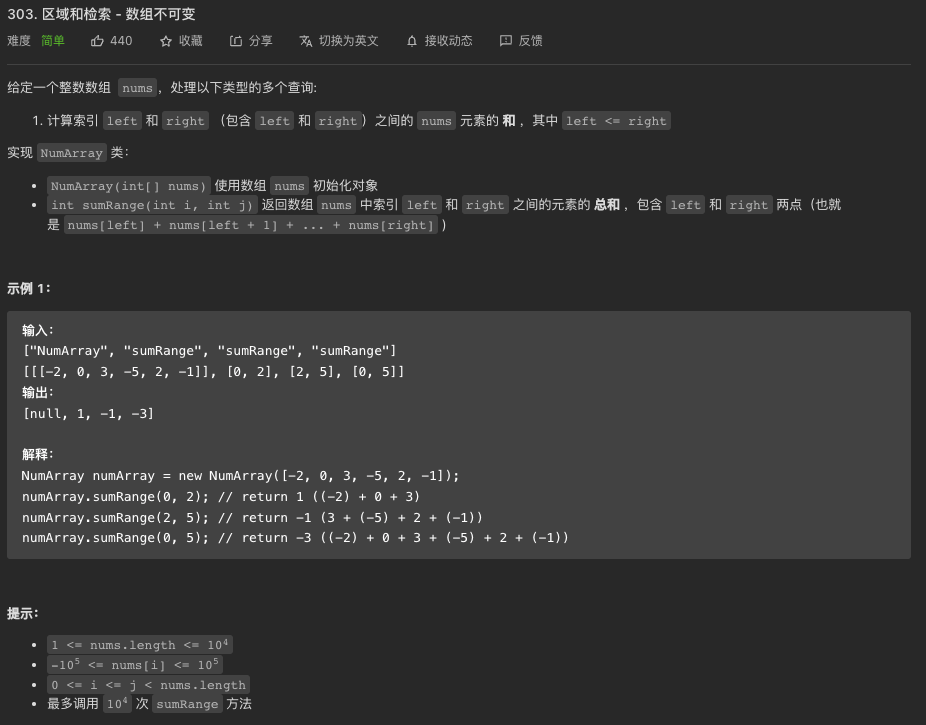 303. 区域和检索 - 数组不可变
难度 简单 440 收藏 分享 切换为英文 接收动态 反馈
给定一个整数数组 nums，处理以下类型的多个查询:
1. 计算索引 left 和 right （包含 left 和 right）之间的 nums 元素的 和 ，其中 left <= right
实现 NumArray 类：
• NumArray(int[] nums) 使用数组 nums 初始化对象
• int sumRange(int i, int j) 返回数组 nums 中索引 left 和 right 之间的元素的 总和 ，包含 left 和 right 两点（也就
是 nums[left] + nums[left + 1] + ... + nums[right] )
示例 1：
输入：
["NumArray", "sumRange", "sumRange", "sumRange"]
[[[-2, 0, 3, -5, 2, -1]], [0, 2], [2, 5], [0, 5]]
输出：
[null, 1, -1, -3]
解释：
NumArray numArray = new NumArray([-2, 0, 3, -5, 2, -1]);
numArray.sumRange(0, 2); // return 1 ((-2) + 0 + 3)
numArray.sumRange(2, 5); // return -1 (3 + (-5) + 2 + (-1))
numArray.sumRange(0, 5); // return -3 ((-2) + 0 + 3 + (-5) + 2 + (-1))
提示：
• 1 <= nums.length <= 10⁴
• -10⁵ <= nums[i] <= 10⁵
• 0 <= i <= j < nums.length
• 最多调用 10⁴ 次 sumRange 方法